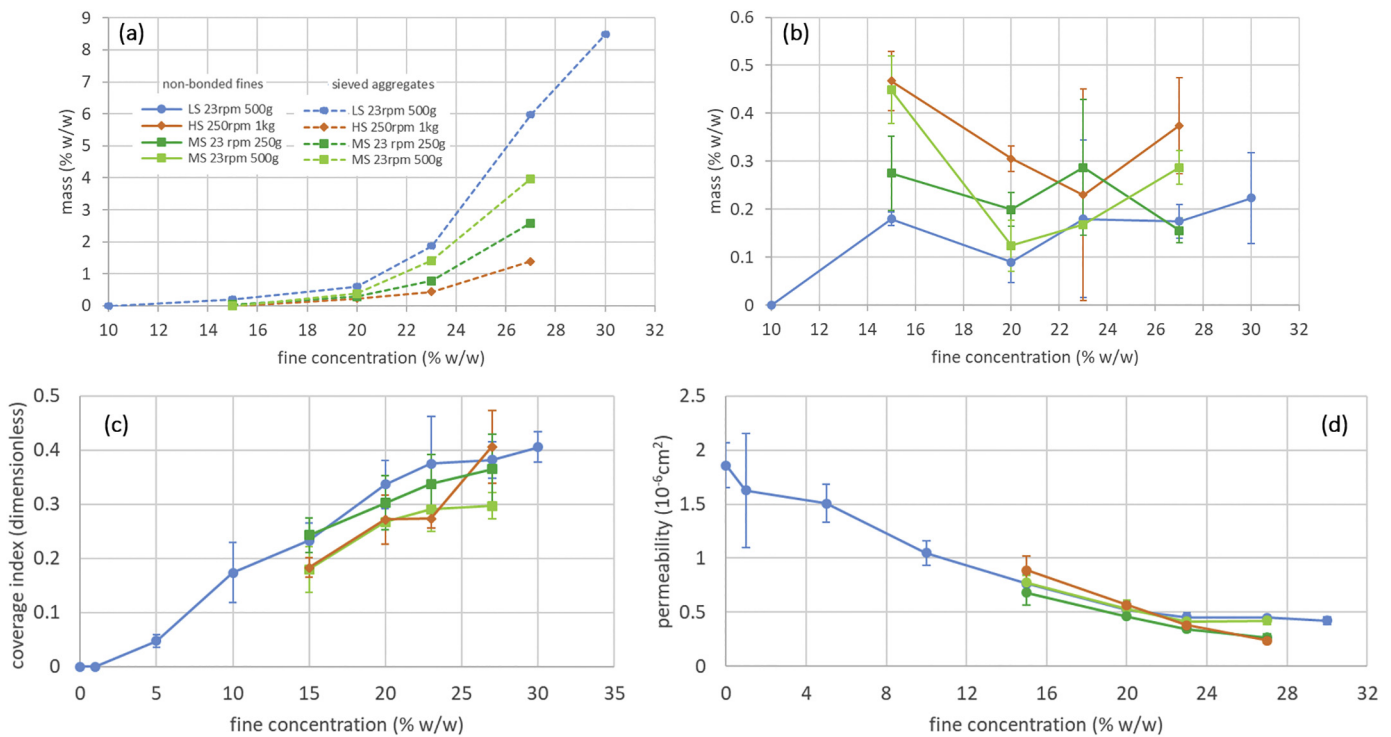 (a)
mass (% w/w)
9
8
7
6
5
4
3
2
1
0
non-bonded fines
LS 23rpm 500g
HS 250rpm 1kg
MS 23 rpm 250g
MS 23rpm 500g
sieved aggregates
LS 23rpm 500g
HS 250rpm 1kg
MS 23 rpm 250g
MS 23rpm 500g
10 12 14 16 18 20 22 24 26 28 30 32
fine concentration (% w/w)
(b)
mass (% w/w)
0.6
0.5
0.4
0.3
0.2
0.1
0
10 12 14 16 18 20 22 24 26 28 30 32
fine concentration (% w/w)
(c)
coverage index (dimensionless)
0.5
0.4
0.3
0.2
0.1
0
0 5 10 15 20 25 30 35
fine concentration (% w/w)
(d)
permeability (10⁻⁶cm²)
2.5
2
1.5
1
0.5
0
0 4 8 12 16 20 24 28 32
fine concentration (% w/w)